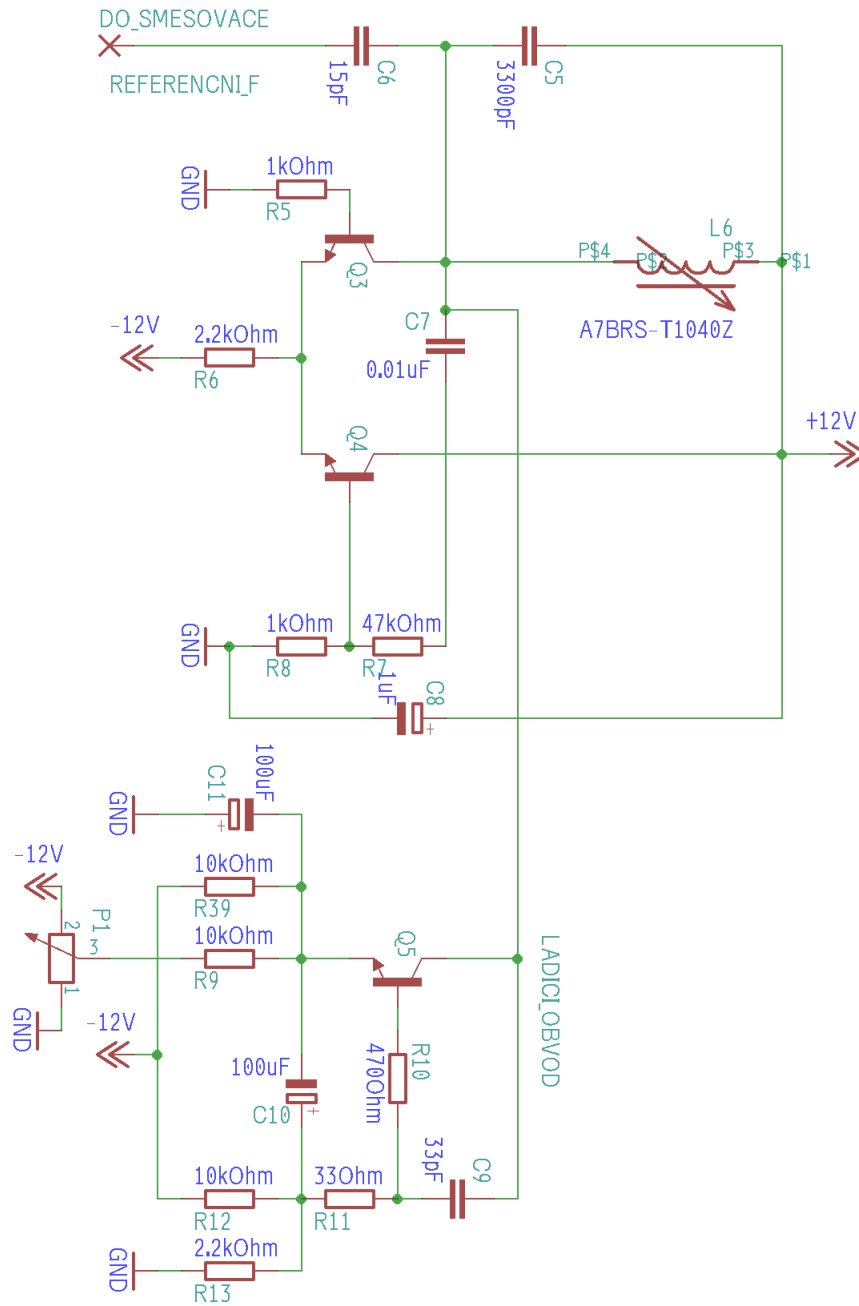 DO_SMESOVACE
15pF
C6
3300pF
C5
REFERENCNI_F
GND
1kOhm
R5
Q3
L6
P$4
P$2
P$3
P$1
A7BRS-T1040Z
-12V
2.2kOhm
R6
C7
0.01uF
Q4
+12V
GND
1kOhm
R8
47kOhm
R7
1uF
C8
+
GND
C11
100uF
+
-12V
10kOhm
R39
P1
2
3
1
10kOhm
R9
Q5
LADICI_OBVOD
GND
-12V
100uF
C10
+
470Ohm
R10
33pF
C9
10kOhm
R12
33Ohm
R11
GND
2.2kOhm
R13